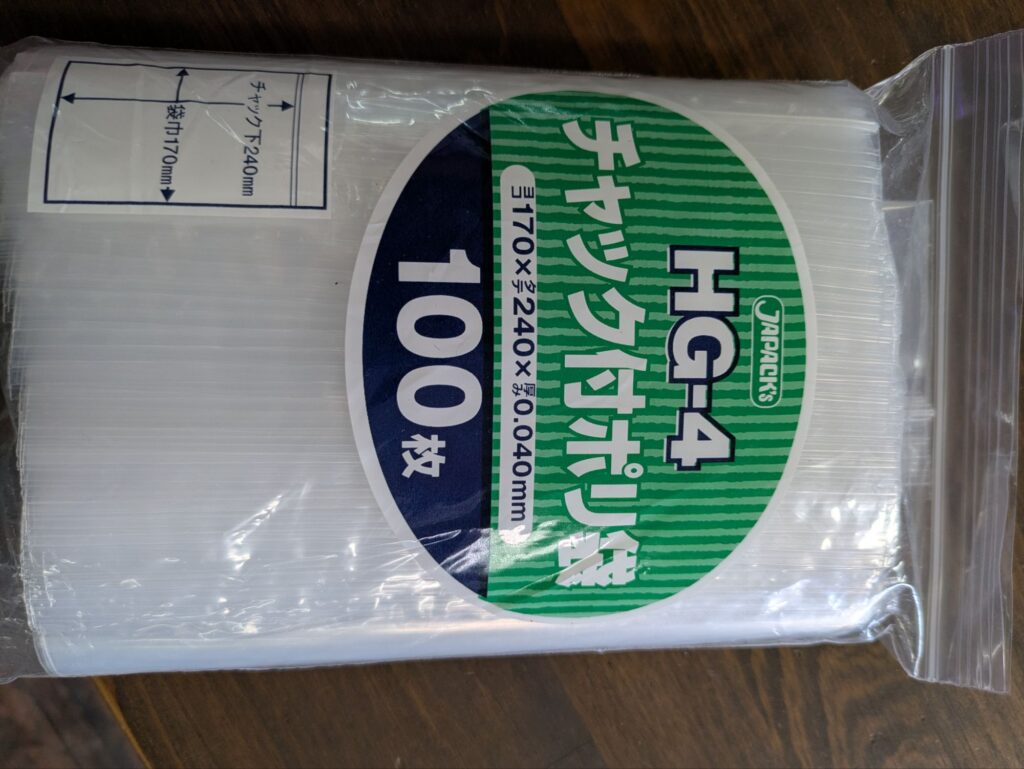 JAPACK's
HG-4
チャック付ポリ袋
ヨコ170×タテ240×厚み0.040mm
100枚
チャック下240mm
袋巾170mm